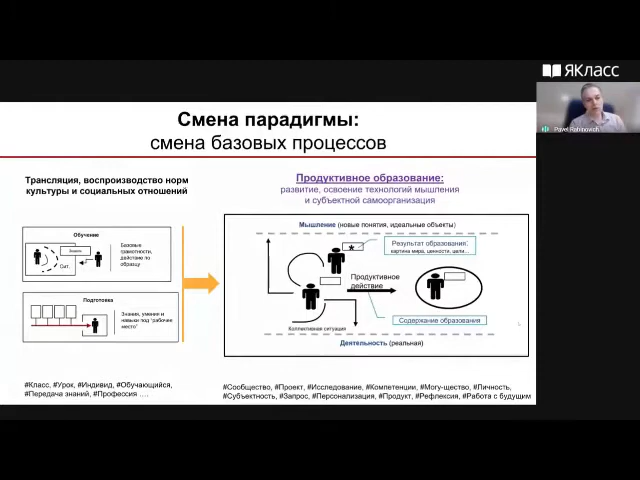 ЯКласс
Pavel Rabinovich
Смена парадигмы:
смена базовых процессов
Трансляция, воспроизводство норм
культуры и социальных отношений
Обучение
Сит.
Базовые
грамотности,
действие по
образцу
Подготовка
Знания, умения и
навыки под "рабочее
место"
#Класс, #Урок, #Индивид, #Обучающийся,
#Передача знаний, #Профессия ....
Продуктивное образование:
развитие, освоение технологий мышления
и субъектной самоорганизация
Мышление (новые понятия, идеальные объекты)
Результат образования:
картина мира, ценности, цели...
*
Продуктивное
действие
Содержание образования
Коллективная ситуация
Деятельность (реальная)
#Сообщество, #Проект, #Исследование, #Компетенции, #Могу-щество, #Личность,
#Субъектность, #Запрос, #Персонализация, #Продукт, #Рефлексия, #Работа с будущим